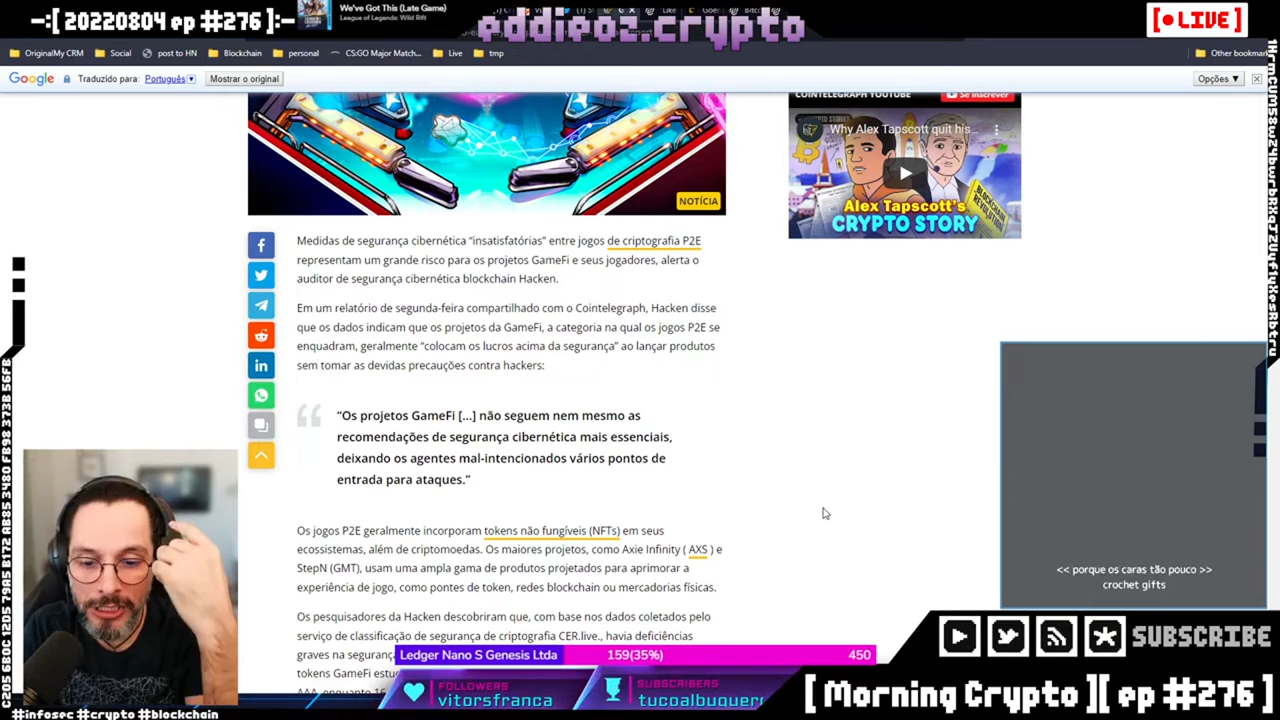 -:[ 20220804 ep #276 ]:-
We've Got This (Late Game)
League of Legends: Wild Rift
eddieoz.crypto
[ LIVE ]
OriginalMy CRM
Social
post to HN
Blockchain
personal
CS:GO Major Match...
Live
tmp
Other bookmar
Google
Traduzido para: Português
Mostrar o original
Opções ▼
NOTÍCIA
COINTELEGRAPH YOUTUBE
Se inscrever
Why Alex Tapscott quit his...
BLOCKCHAIN REVOLUTION
Alex Tapscott's
CRYPTO STORY
Medidas de segurança cibernética “insatisfatórias” entre jogos de criptografia P2E
representam um grande risco para os projetos GameFi e seus jogadores, alerta o
auditor de segurança cibernética blockchain Hacken.
Em um relatório de segunda-feira compartilhado com o Cointelegraph, Hacken disse
que os dados indicam que os projetos da GameFi, a categoria na qual os jogos P2E se
enquadram, geralmente “colocam os lucros acima da segurança” ao lançar produtos
sem tomar as devidas precauções contra hackers:
“Os projetos GameFi [...] não seguem nem mesmo as
recomendações de segurança cibernética mais essenciais,
deixando os agentes mal-intencionados vários pontos de
entrada para ataques.”
Os jogos P2E geralmente incorporam tokens não fungíveis (NFTs) em seus
ecossistemas, além de criptomoedas. Os maiores projetos, como Axie Infinity ( AXS ) e
StepN (GMT), usam uma ampla gama de produtos projetados para aprimorar a
experiência de jogo, como pontes de token, redes blockchain ou mercadorias físicas.
Os pesquisadores da Hacken descobriram que, com base nos dados coletados pelo
serviço de classificação de segurança de criptografia CER.live., havia deficiências
graves na segurança
tokens GameFi
<< porque os caras tão pouco >>
crochet gifts
Ledger Nano S Genesis Ltda
159(35%)
450
FOLLOWERS
vitorsfranca
SUBSCRIBERS
tucoalbuquerq
SUBSCRIBE
[ Morning Crypto ][ ep #276 ]
#infosec #crypto #blockchain